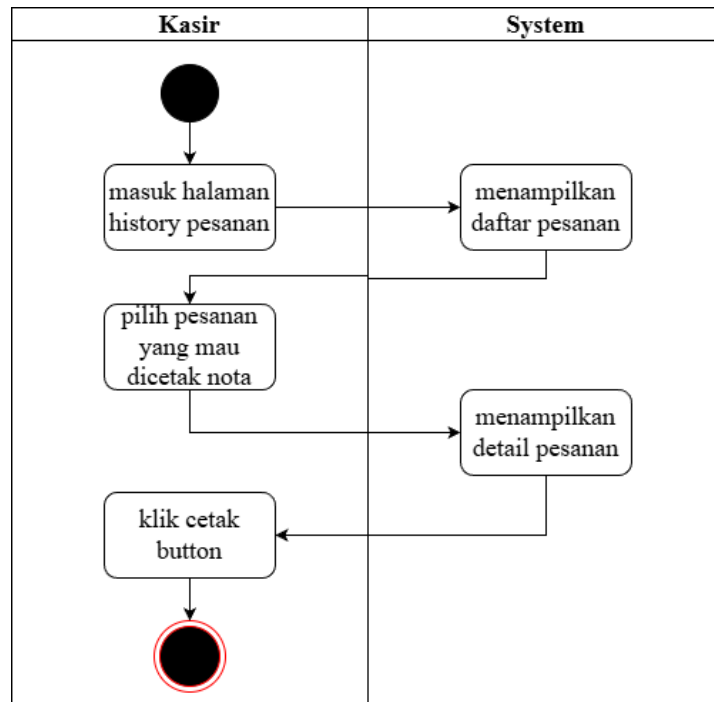 Kasir
System
masuk halaman
history pesanan
menampilkan
daftar pesanan
pilih pesanan
yang mau
dicetak nota
menampilkan
detail pesanan
klik cetak
button